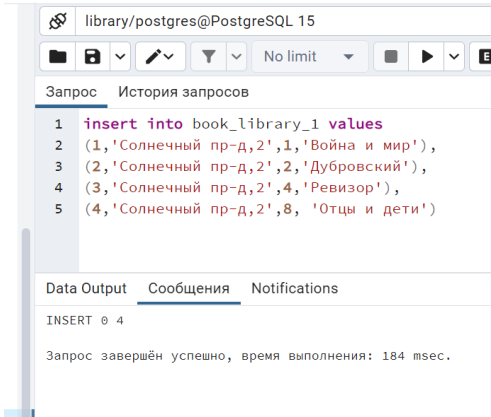 library/postgres@PostgreSQL 15
No limit
Запрос История запросов
1 insert into book_library_1 values
2 (1,'Солнечный пр-д,2',1,'Война и мир'),
3 (2,'Солнечный пр-д,2',2,'Дубровский'),
4 (3,'Солнечный пр-д,2',4,'Ревизор'),
5 (4,'Солнечный пр-д,2',8, 'Отцы и дети')
Data Output Сообщения Notifications
INSERT 0 4
Запрос завершён успешно, время выполнения: 184 msec.